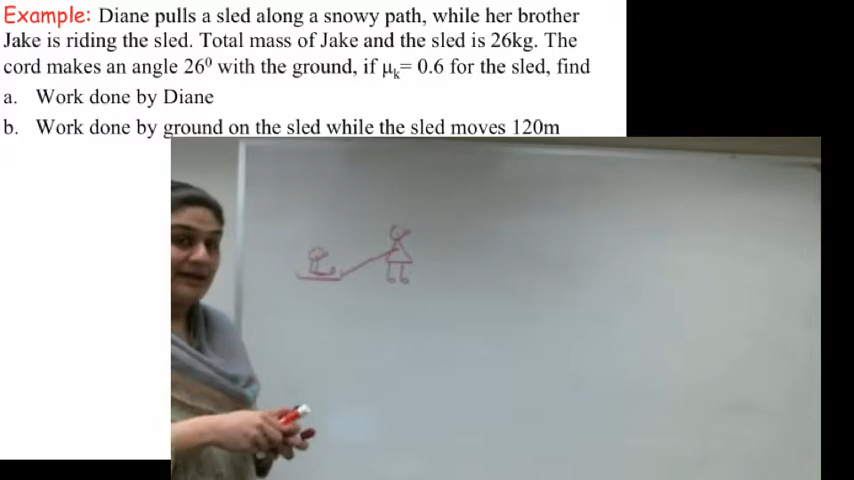 Example: Diane pulls a sled along a snowy path, while her brother
Jake is riding the sled. Total mass of Jake and the sled is 26kg. The
cord makes an angle 26⁰ with the ground, if μₖ= 0.6 for the sled, find
a. Work done by Diane
b. Work done by ground on the sled while the sled moves 120m